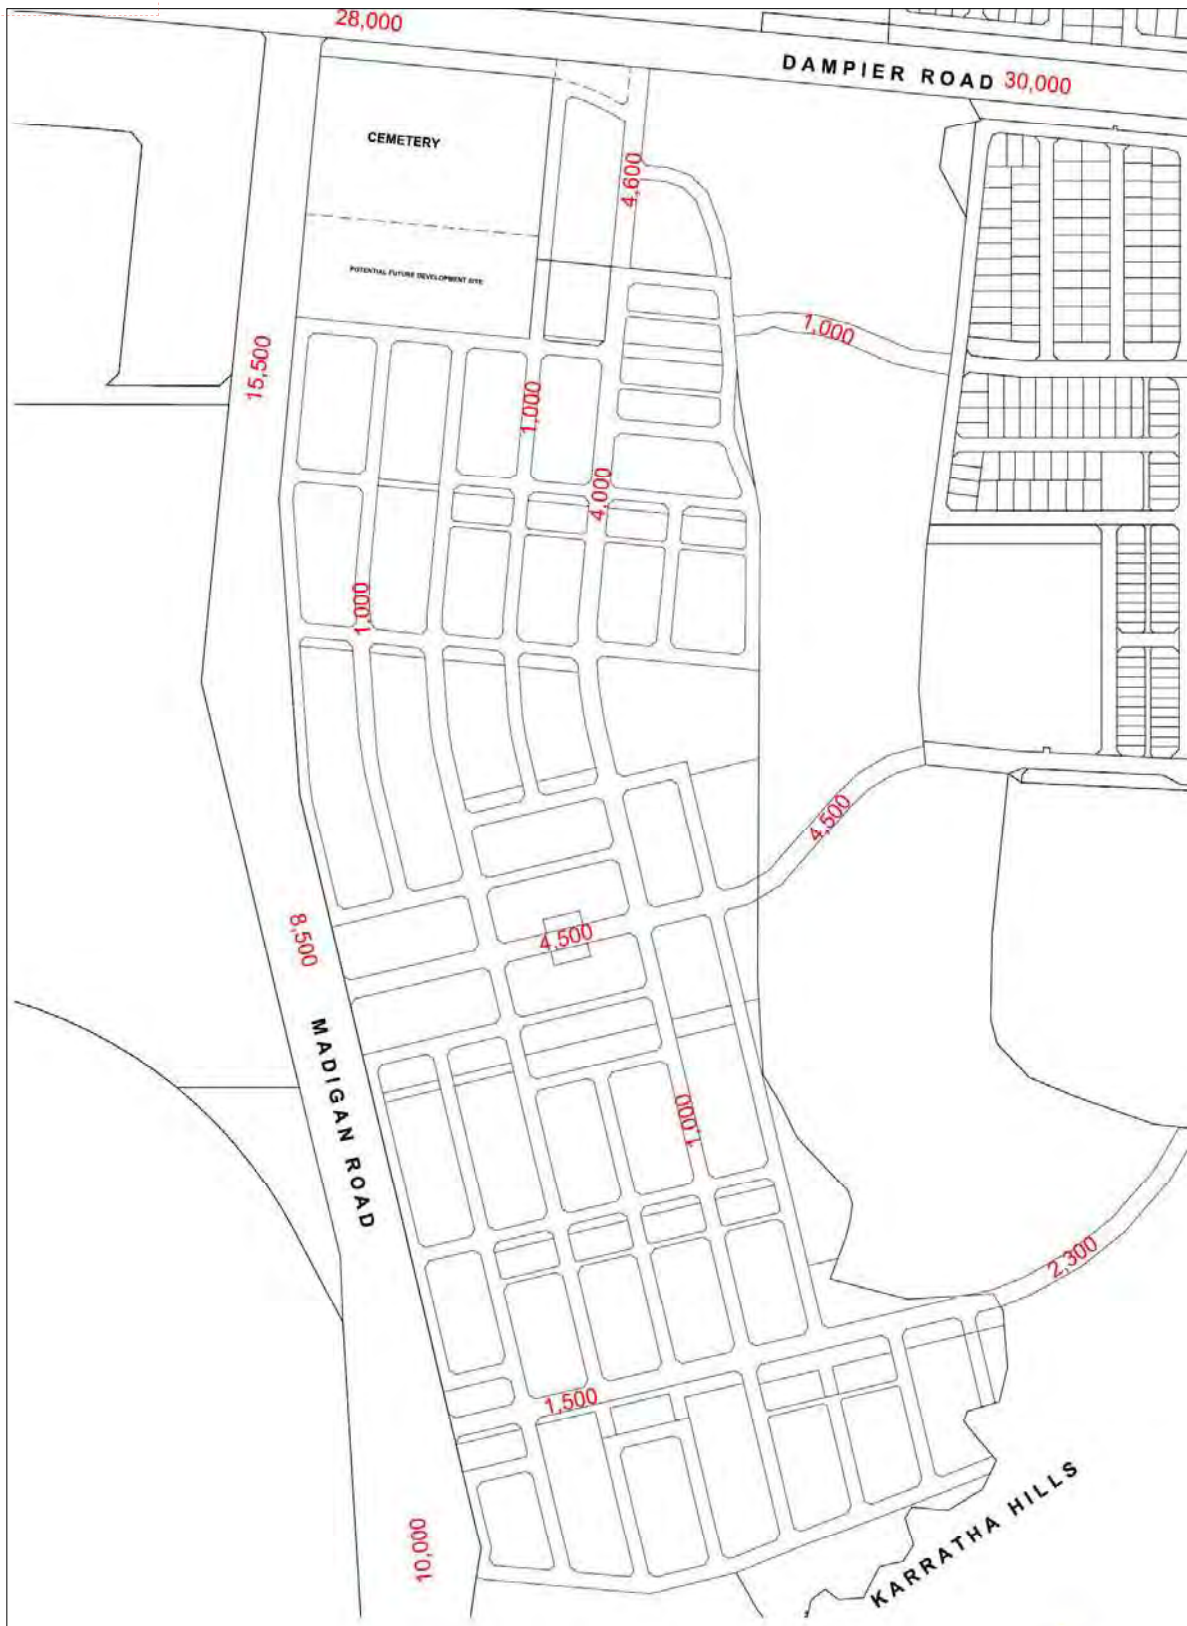 28,000
DAMPIER ROAD 30,000
CEMETERY
4,600
POTENTIAL FUTURE DEVELOPMENT SITE
1,000
15,500
1,000
4,000
1,000
4,500
8,500
4,500
MADIGAN ROAD
1,000
2,300
1,500
10,000
KARRATHA HILLS